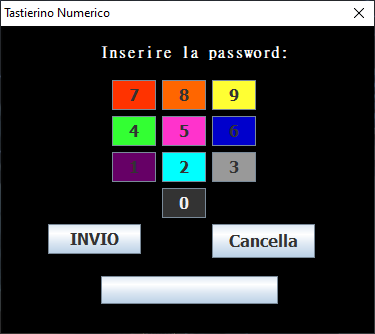 Tastierino Numerico
Inserire la password:
7 8 9
4 5 6
1 2 3
0
INVIO Cancella